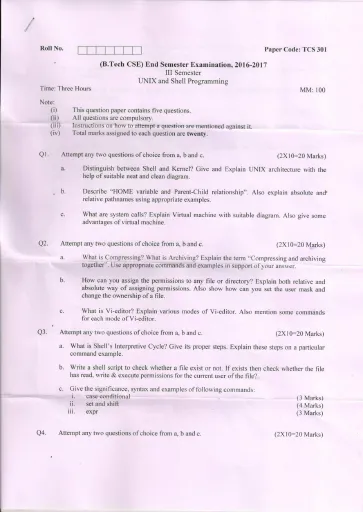 Roll No. Paper Code: TCS 301
(B.Tech CSE) End Semester Examination, 2016-2017
III Semester
UNIX and Shell Programming
Time: Three Hours MM: 100
Note:
(i) This question paper contains five questions.
(ii) All questions are compulsory.
(iii) Instructions on how to attempt a question are mentioned against it.
(iv) Total marks assigned to each question are twenty.
Q1. Attempt any two questions of choice from a, b and c. (2X10=20 Marks)
a. Distinguish between Shell and Kernel? Give and Explain UNIX architecture with the
help of suitable neat and clean diagram.
b. Describe "HOME variable and Parent-Child relationship". Also explain absolute and
relative pathnames using appropriate examples.
c. What are system calls? Explain Virtual machine with suitable diagram. Also give some
advantages of virtual machine.
Q2. Attempt any two questions of choice from a, b and c. (2X10=20 Marks)
a. What is Compressing? What is Archiving? Explain the term "Compressing and archiving
together". Use appropriate commands and examples in support of your answer.
b. How can you assign the permissions to any file or directory? Explain both relative and
absolute way of assigning permissions. Also show how can you set the user mask and
change the ownership of a file.
c. What is Vi-editor? Explain various modes of Vi-editor. Also mention some commands
for each mode of Vi-editor.
Q3. Attempt any two questions of choice from a, b and c. (2X10=20 Marks)
a. What is Shell's Interpretive Cycle? Give its proper steps. Explain these steps on a particular
command example.
b. Write a shell script to check whether a file exist or not. If exists then check whether the file
has read, write & execute permissions for the current user of the file?.
c. Give the significance, syntax and examples of following commands:
i. case conditional (3 Marks)
ii. set and shift (4 Marks)
iii. expr (3 Marks)
Q4. Attempt any two questions of choice from a, b and c. (2X10=20 Marks)